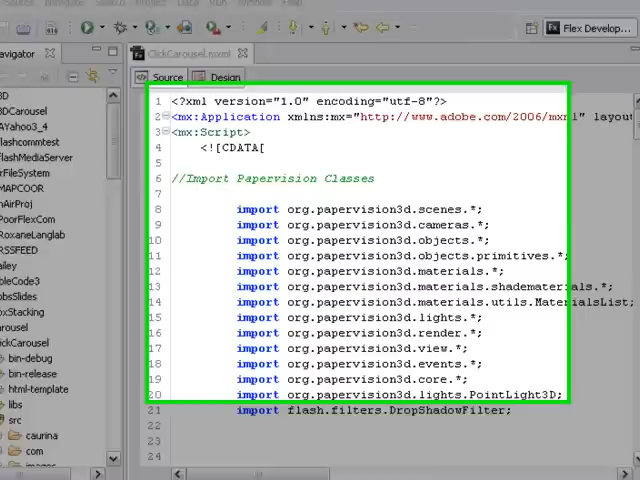 Flex Develop...
avigator
ClickCarousel.mxml
Source
Design
3D
3DCarousel
AYahoo3_4
flashcommtest
flashMediaServer
MAPCOOR
PoorFlexCom
RoxaneLanglab
RSSFEED
ailey
bleCode3
bbsSlides
oxStacking
arousel
ickCarousel
bin-debug
bin-release
html-template
libs
src
caurina
com
1 <?xml version="1.0" encoding="utf-8"?>
2 <mx:Application xmlns:mx="http://www.adobe.com/2006/mxml" layou
3 <mx:Script>
4 <![CDATA[
5
6 //Import Papervision Classes
7
8 import org.papervision3d.scenes.*;
9 import org.papervision3d.cameras.*;
10 import org.papervision3d.objects.*;
11 import org.papervision3d.objects.primitives.*;
12 import org.papervision3d.materials.*;
13 import org.papervision3d.materials.shadematerials.*;
14 import org.papervision3d.materials.utils.MaterialsList;
15 import org.papervision3d.lights.*;
16 import org.papervision3d.render.*;
17 import org.papervision3d.view.*;
18 import org.papervision3d.events.*;
19 import org.papervision3d.core.*;
20 import org.papervision3d.lights.PointLight3D;
21 import flash.filters.DropShadowFilter;
22
23
24